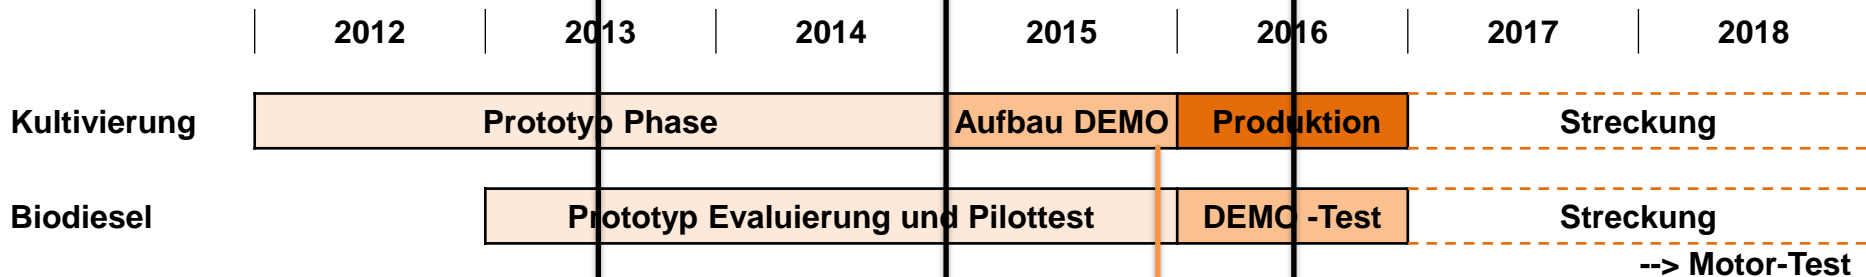 2012 2013 2014 2015 2016 2017 2018
Kultivierung Prototyp Phase Aufbau DEMO Produktion Streckung
Biodiesel Prototyp Evaluierung und Pilottest DEMO -Test Streckung
--> Motor-Test